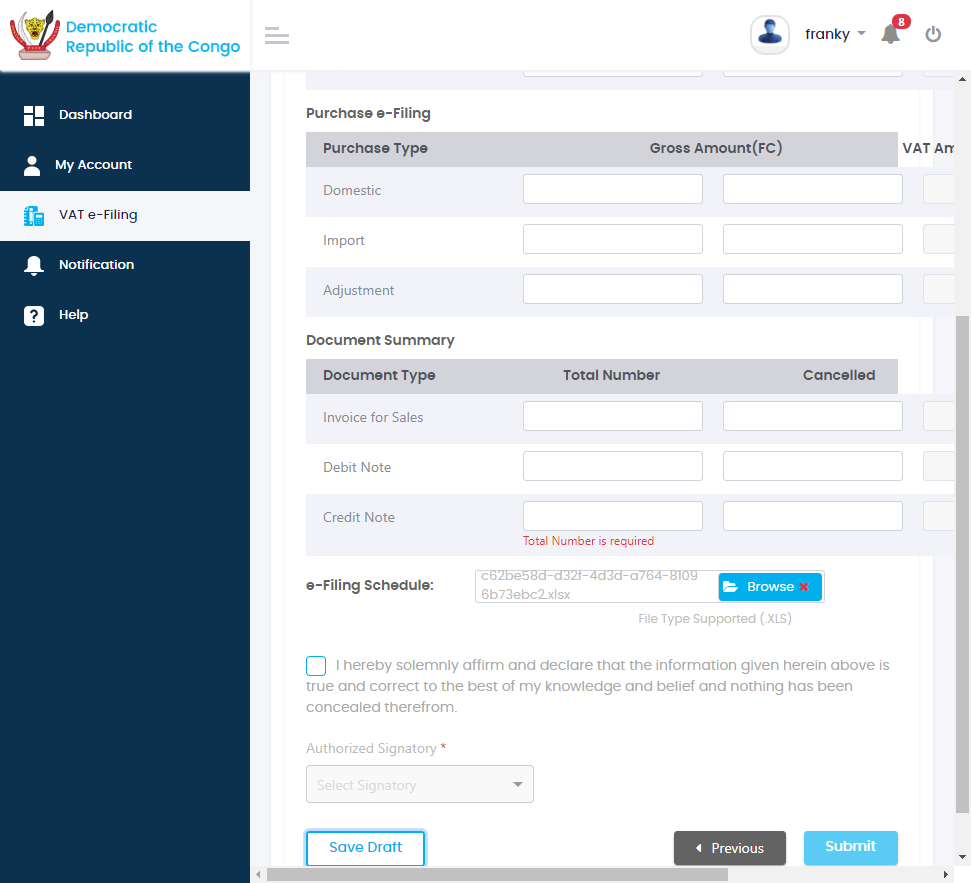 Democratic
Republic of the Congo
franky
8
Dashboard
My Account
VAT e-Filing
Notification
Help
Purchase e-Filing
Purchase Type Gross Amount(FC) VAT Am
Domestic
Import
Adjustment
Document Summary
Document Type Total Number Cancelled
Invoice for Sales
Debit Note
Credit Note
Total Number is required
e-Filing Schedule:
c62be58d-d32f-4d3d-a764-8109
6b73ebc2.xlsx
Browse
File Type Supported (.XLS)
I hereby solemnly affirm and declare that the information given herein above is
true and correct to the best of my knowledge and belief and nothing has been
concealed therefrom.
Authorized Signatory *
Select Signatory
Save Draft Previous Submit